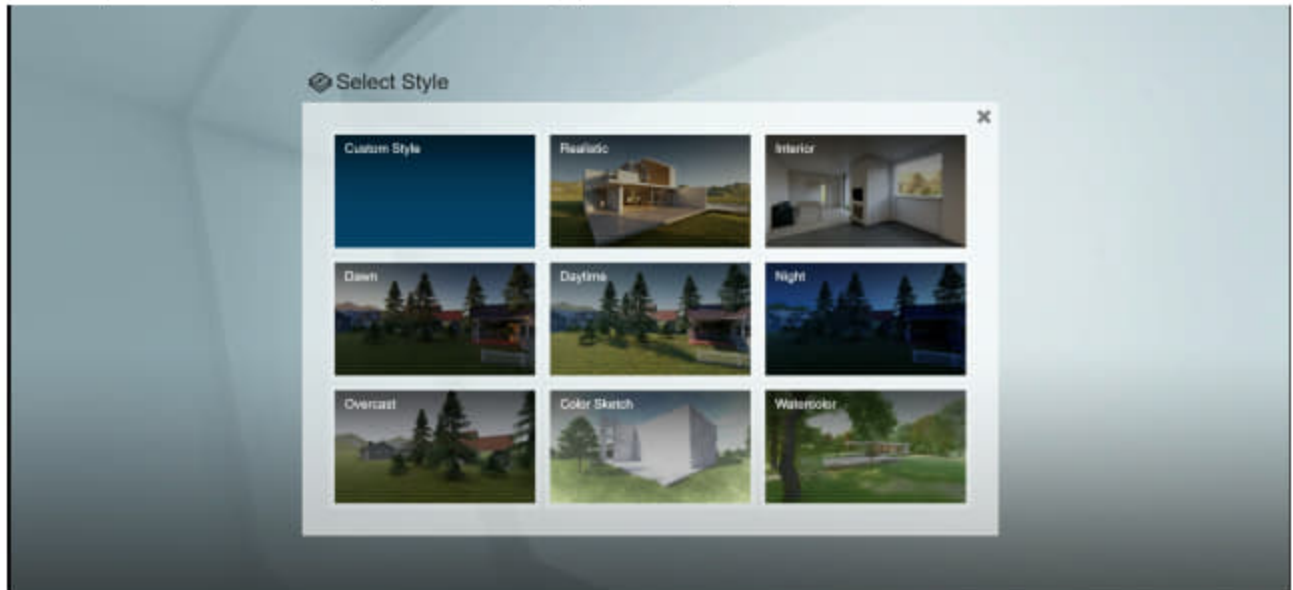 Select Style
Custom Style
Realistic
Interior
Dawn
Daytime
Night
Overcast
Color Sketch
Watercolor